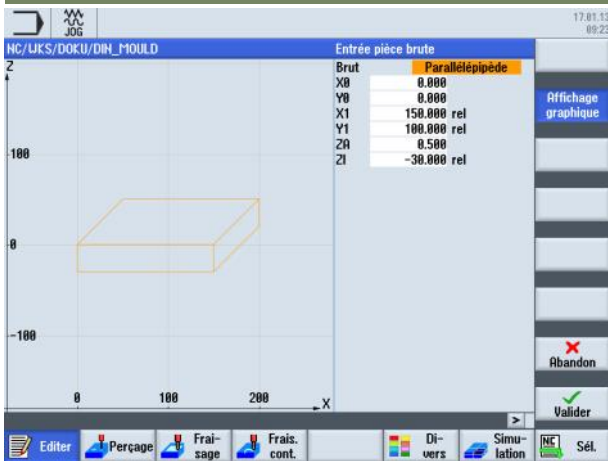 JOG
17.01.13
09:23
NC/WKS/DOKU/DIN_MOULD
Entrée pièce brute
Z
Brut Parallélépipède
X0 0.000
Y0 0.000
X1 150.000 rel
Y1 100.000 rel
ZA 0.500
ZI -30.000 rel
Affichage
graphique
100
0
-100
0 100 200 X
Abandon
Valider
>
Editer
Perçage
Frai-
sage
Frais.
cont.
Di-
vers
Simu-
lation
NC
Sél.